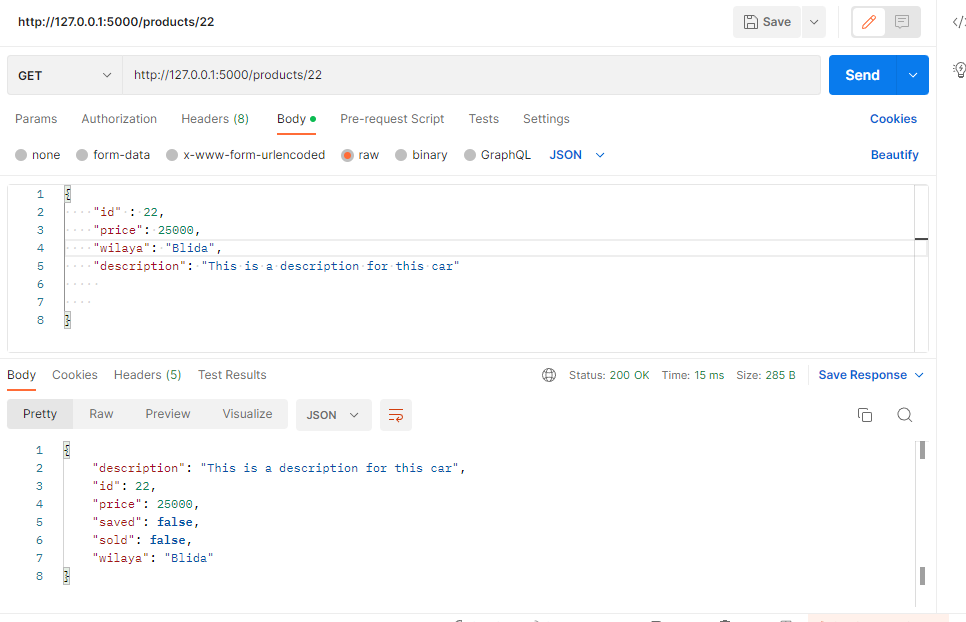 http://127.0.0.1:5000/products/22 Save </>
GET http://127.0.0.1:5000/products/22 Send
Params Authorization Headers (8) Body Pre-request Script Tests Settings Cookies
none form-data x-www-form-urlencoded raw binary GraphQL JSON Beautify
1 {
2 "id" : 22,
3 "price": 25000,
4 "wilaya": "Blida",
5 "description": "This is a description for this car"
6
7
8 }
Body Cookies Headers (5) Test Results Status: 200 OK Time: 15 ms Size: 285 B Save Response
Pretty Raw Preview Visualize JSON
1 {
2 "description": "This is a description for this car",
3 "id": 22,
4 "price": 25000,
5 "saved": false,
6 "sold": false,
7 "wilaya": "Blida"
8 }